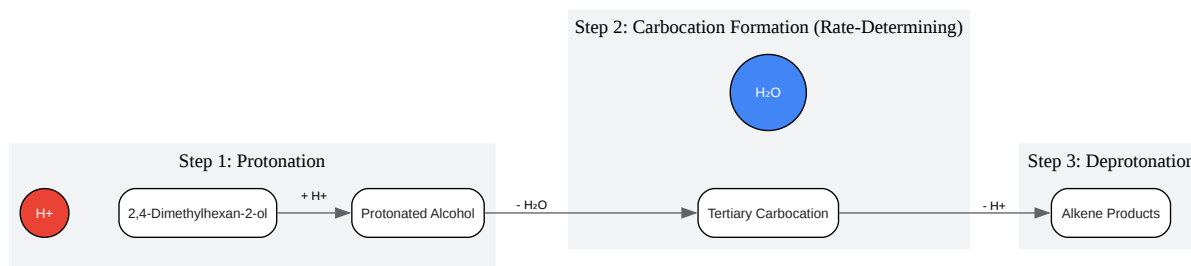 Step 2: Carbocation Formation (Rate-Determining)
H₂O
Step 1: Protonation
H+
2,4-Dimethylhexan-2-ol
+ H+
Protonated Alcohol
- H₂O
Tertiary Carbocation
- H+
Step 3: Deprotonation
Alkene Products